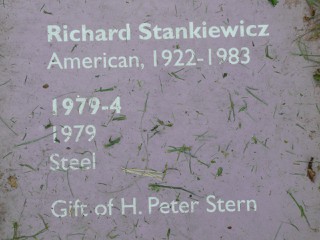 Richard Stankiewicz
American, 1922-1983
1979-4
1979
Steel
Gift of H. Peter Stern